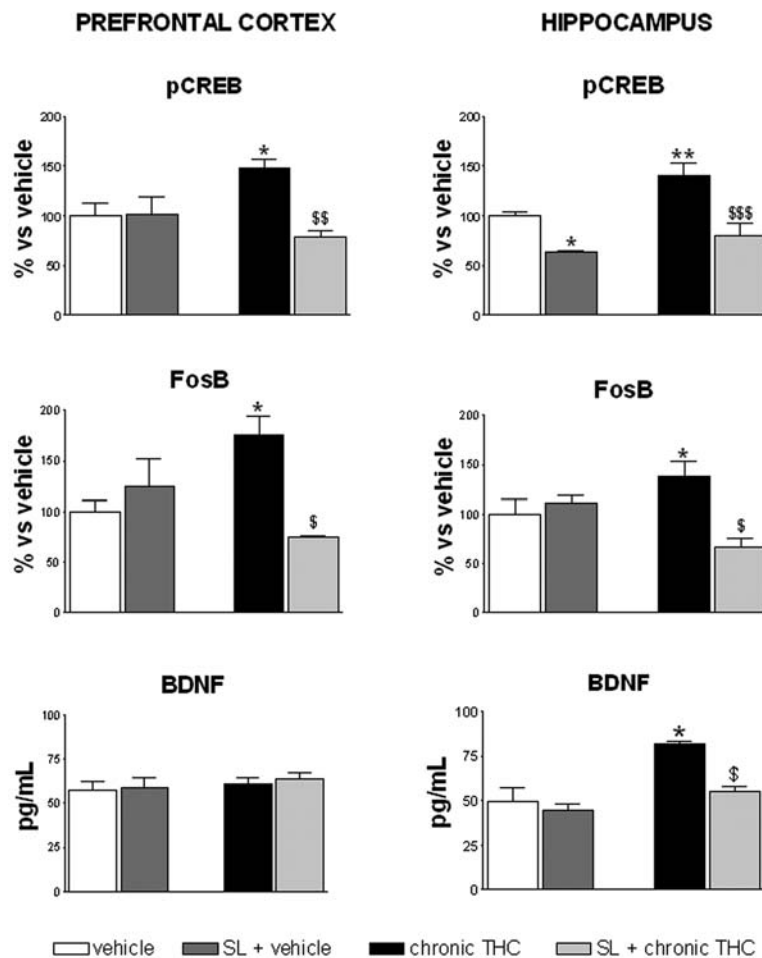 PREFRONTAL CORTEX
HIPPOCAMPUS
pCREB
% vs vehicle
200
150
100
50
0
*
$$
pCREB
% vs vehicle
200
150
100
50
0
*
**
$$$
FosB
% vs vehicle
200
150
100
50
0
*
$
FosB
% vs vehicle
200
150
100
50
0
*
$
BDNF
pg/mL
100
75
50
25
0
BDNF
pg/mL
100
75
50
25
0
*
$
vehicle SL + vehicle chronic THC SL + chronic THC